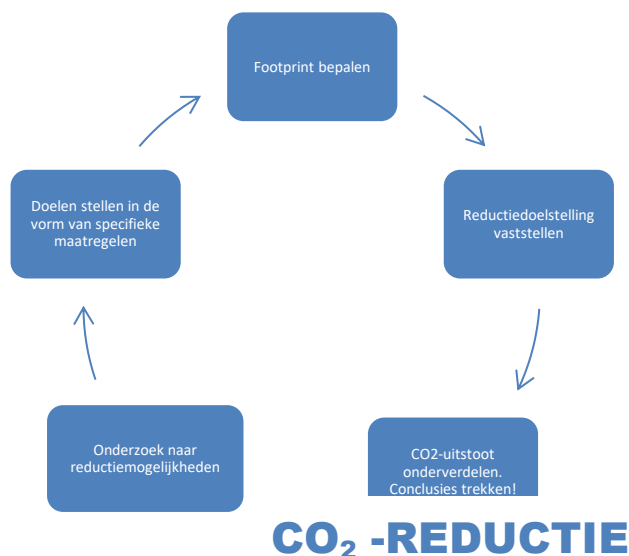 Footprint bepalen
Reductiedoelstelling
vaststellen
CO2-uitstoot
onderverdelen.
Conclusies trekken!
Onderzoek naar
reductiemogelijkheden
Doelen stellen in de
vorm van specifieke
maatregelen
CO₂ -REDUCTIE